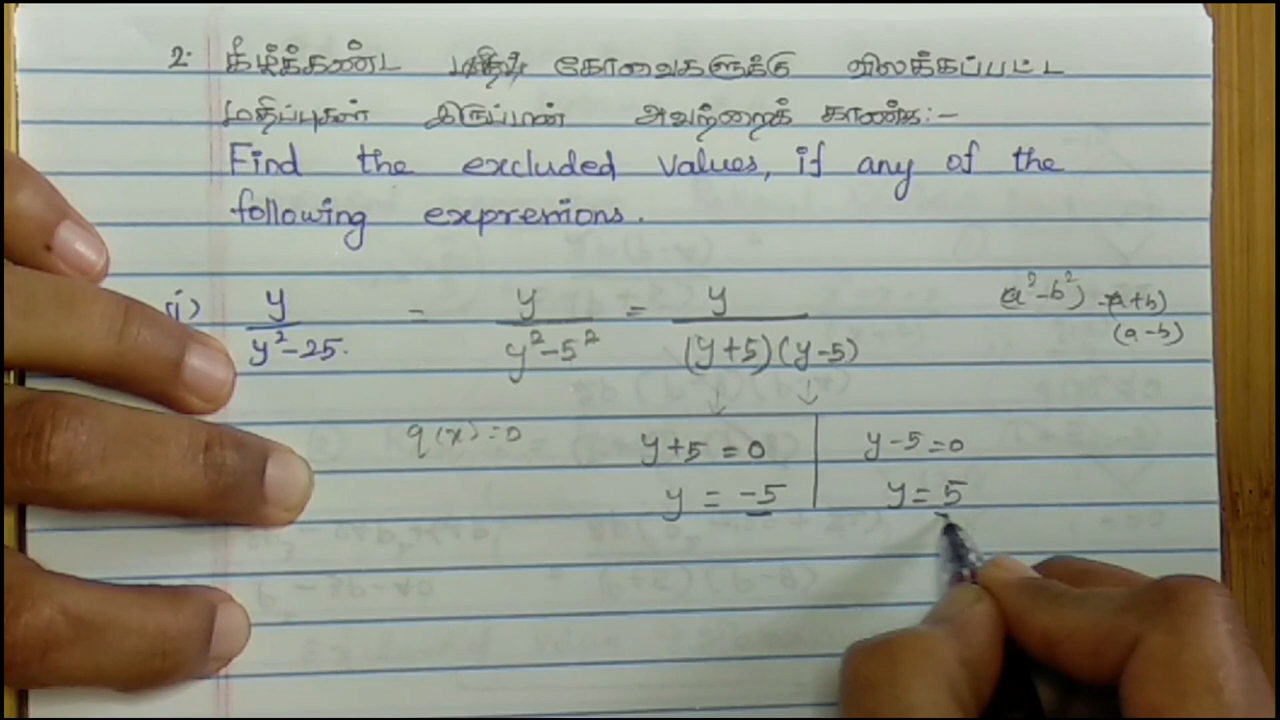 2. கீழ்க்கண்ட கோவைகளுக்கு விலக்கப்பட்ட
மதிப்புகள் இருப்பின் அவற்றைக் காண்க:-
Find the excluded values, if any of the
following expressions.
(i) y/(y²-25) = y/(y²-5²) = y/((y+5)(y-5))
(a²-b²) - (a+b)
(a-b)
↓ ↓
q(x)=0 y+5=0 | y-5=0
y = -5 | y=5